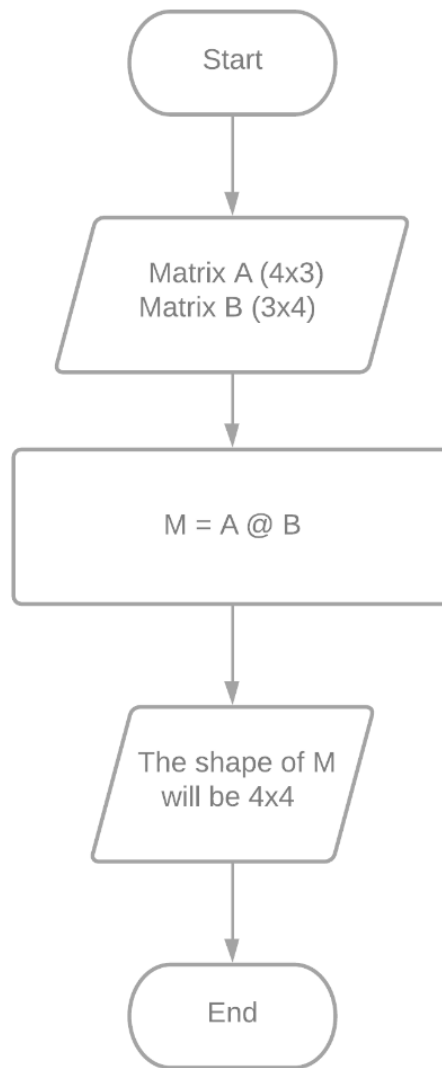 Start
Matrix A (4x3)
Matrix B (3x4)
M = A @ B
The shape of M
will be 4x4
End